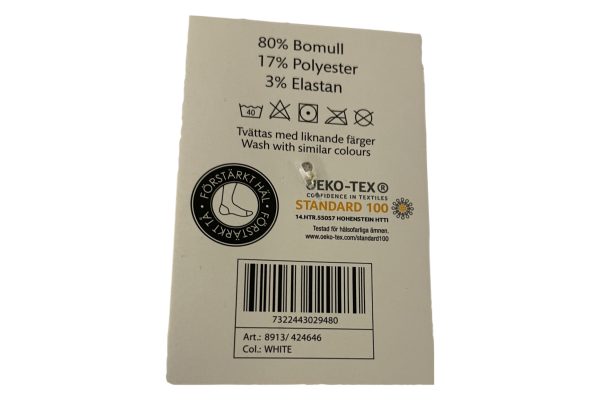 80% Bomull
17% Polyester
3% Elastan
40
Tvättas med liknande färger
Wash with similar colours
FÖRSTÄRKT HÄL · FÖRSTÄRKT TÅ ·
OEKO-TEX®
CONFIDENCE IN TEXTILES
STANDARD 100
14.HTR.55057 HOHENSTEIN HTTI
Testad för hälsofarliga ämnen.
www.oeko-tex.com/standard100
7322443029480
Art.: 8913/ 424646
Col.: WHITE